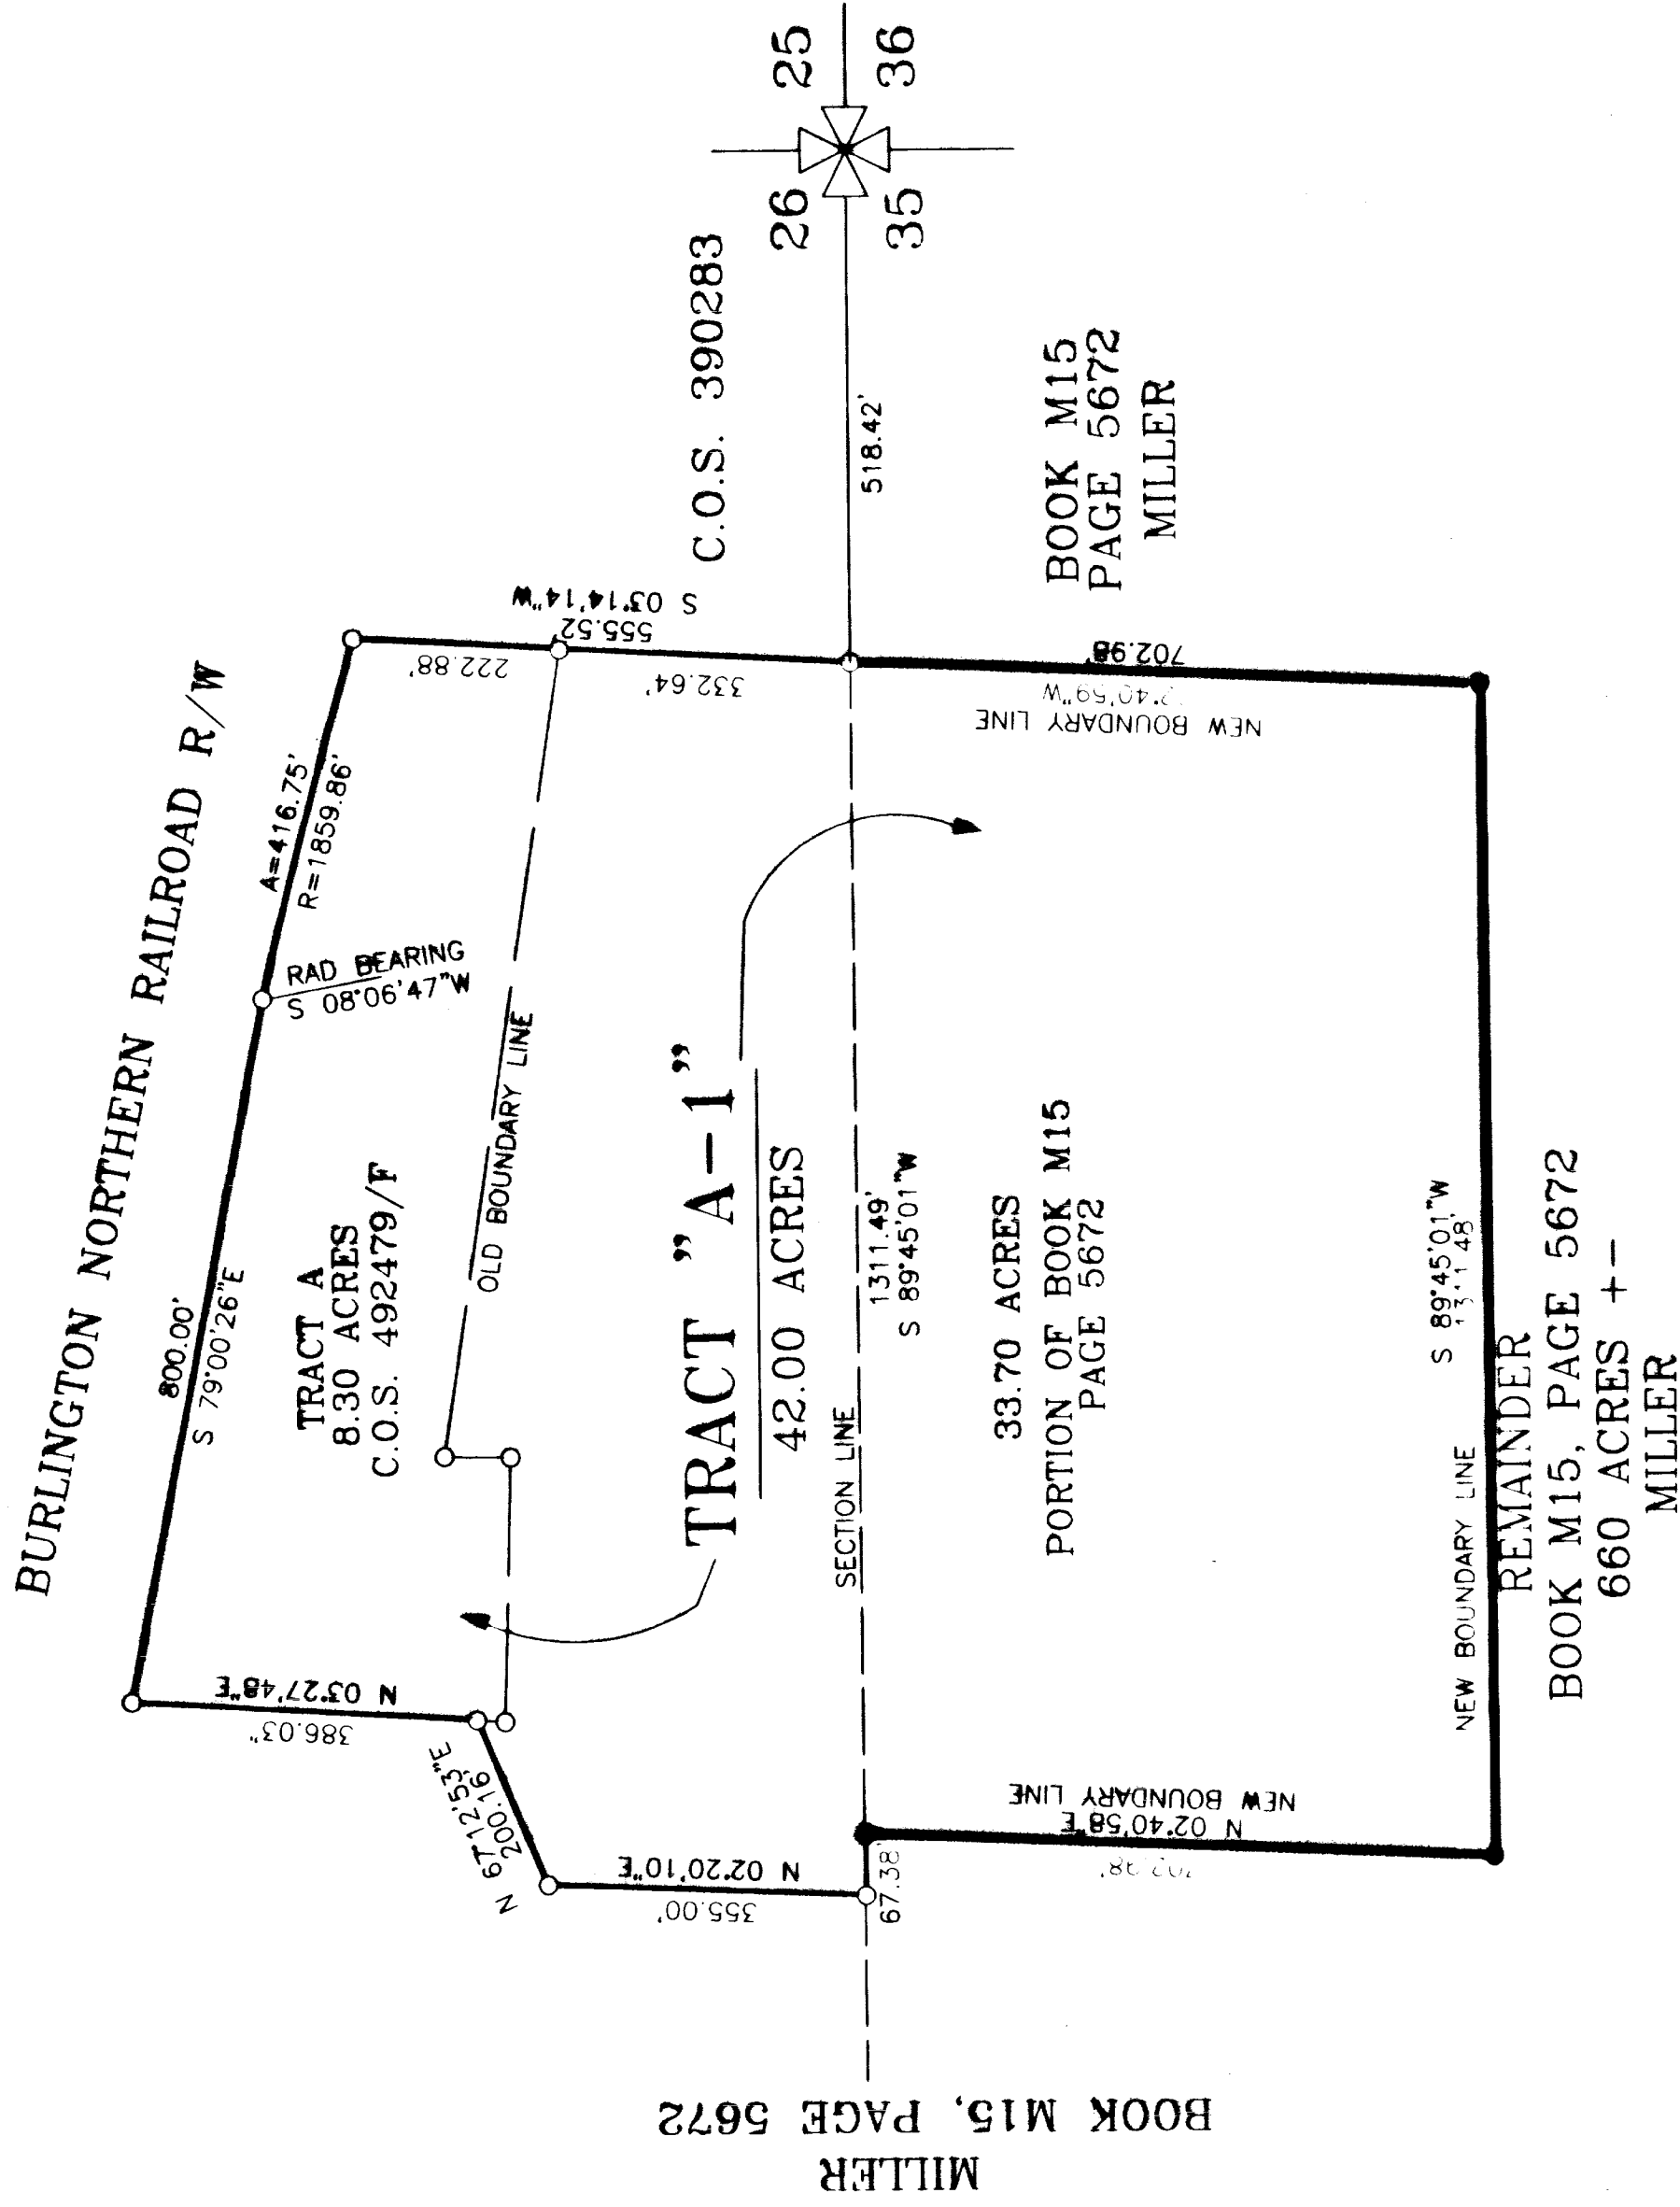 BURLINGTON NORTHERN RAILROAD R/W
800.00'
S 79°00'26"E
A=416.75'
R=1859.86'
RAD BEARING
S 08°06'47"W
TRACT A
8.30 ACRES
C.O.S. 492479/F
OLD BOUNDARY LINE
N 03°27'48"E
386.03"
N 67°12'53"E
200.16'
N 02°20'10"E
355.00'
222.88'
555.52'
S 03°14'14"W
332.64'
C.O.S. 390283
26
25
35
36
518.42'
TRACT "A-1"
42.00 ACRES
SECTION LINE
1311.49'
S 89°45'01"W
67.38
33.70 ACRES
PORTION OF BOOK M15
PAGE 5672
702.98'
2°40'59"W
NEW BOUNDARY LINE
BOOK M15
PAGE 5672
MILLER
NEW BOUNDARY LINE
N 02°40'58"E
S 89°45'01"W
NEW BOUNDARY LINE
REMAINDER
BOOK M15, PAGE 5672
660 ACRES +-
MILLER
MILLER
BOOK M15, PAGE 5672